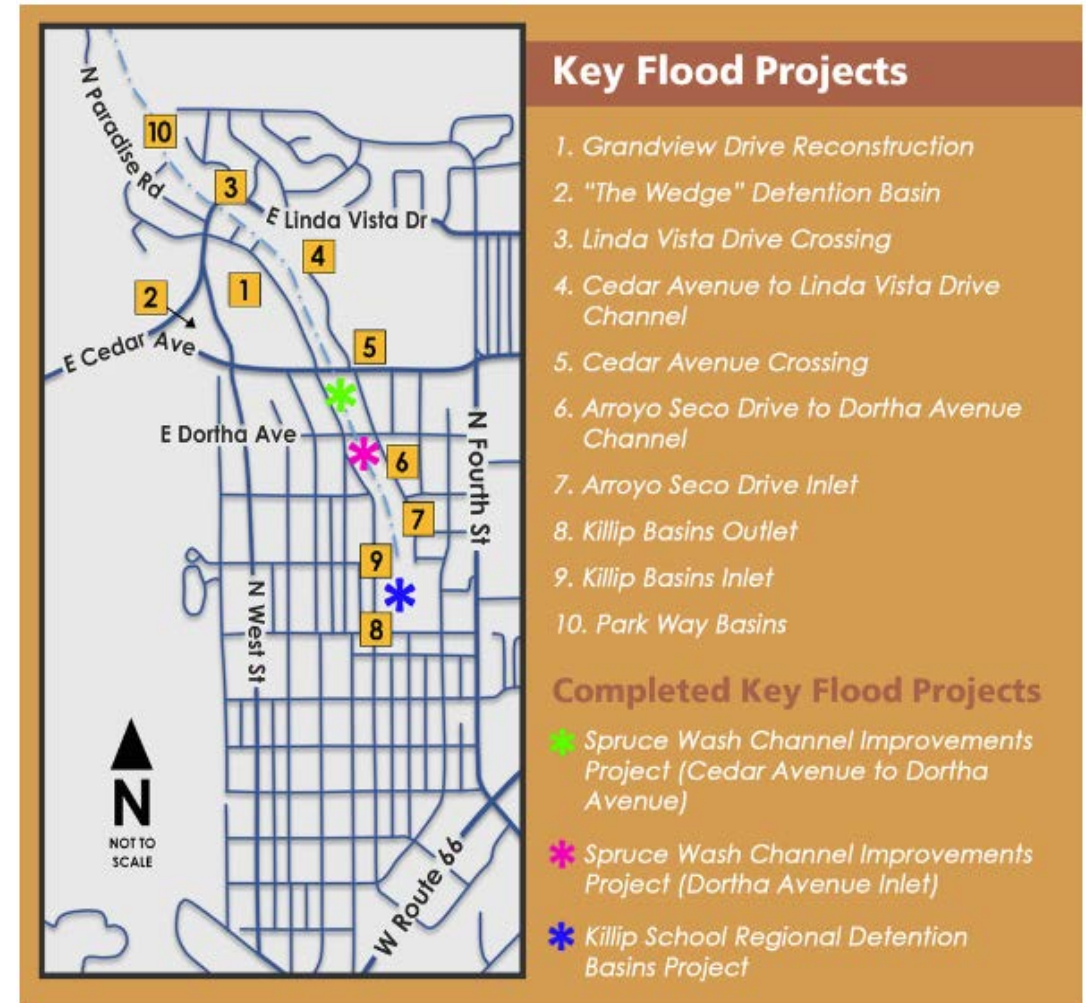 N Paradise Rd
10
3
E Linda Vista Dr
4
2
1
E Cedar Ave
5
E Dortha Ave
6
N Fourth St
7
9
N West St
8
N
NOT TO
SCALE
W Route 66
Key Flood Projects
1. Grandview Drive Reconstruction
2. “The Wedge” Detention Basin
3. Linda Vista Drive Crossing
4. Cedar Avenue to Linda Vista Drive
Channel
5. Cedar Avenue Crossing
6. Arroyo Seco Drive to Dortha Avenue
Channel
7. Arroyo Seco Drive Inlet
8. Killip Basins Outlet
9. Killip Basins Inlet
10. Park Way Basins
Completed Key Flood Projects
Spruce Wash Channel Improvements
Project (Cedar Avenue to Dortha
Avenue)
Spruce Wash Channel Improvements
Project (Dortha Avenue Inlet)
Killip School Regional Detention
Basins Project